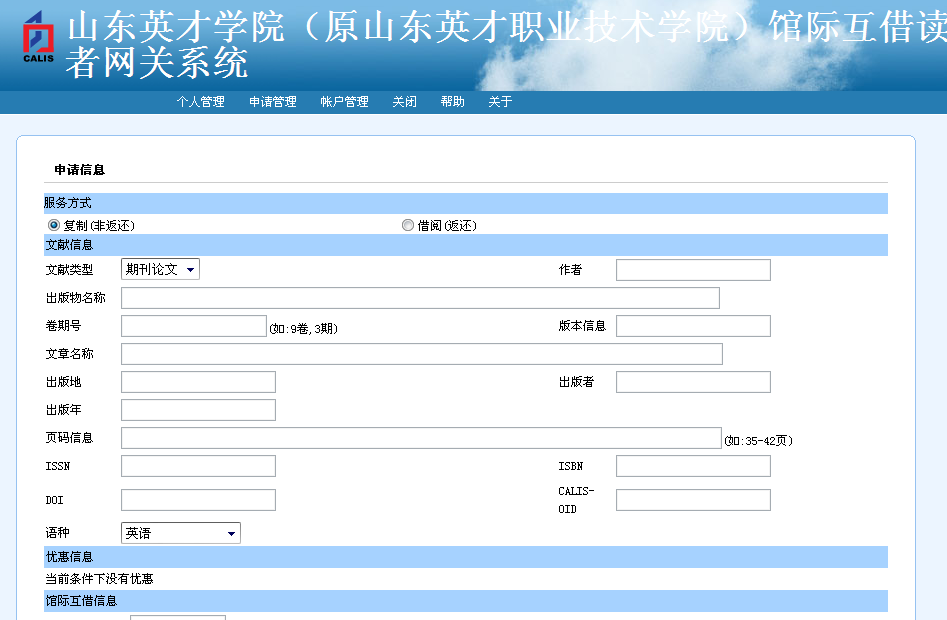 山东英才学院（原山东英才职业技术学院）馆际互借读
者网关系统
CALIS
个人管理 申请管理 帐户管理 关闭 帮助 关于
申请信息
服务方式
复制(非返还) 借阅(返还)
文献信息
文献类型 期刊论文 作者
出版物名称
卷期号 (如:9卷,3期) 版本信息
文章名称
出版地 出版者
出版年
页码信息 (如:35-42页)
ISSN ISBN
DOI CALIS-
OID
语种 英语
优惠信息
当前条件下没有优惠
馆际互借信息